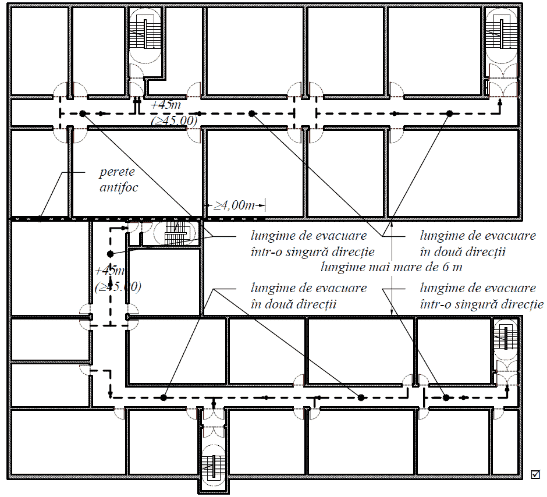 +45m
(≥45,00)
perete
antifoc
≥4,00m
lungime de evacuare
într-o singură direcție
lungime de evacuare
în două direcții
lungime mai mare de 6 m
+45m
(≥45,00)
lungime de evacuare
în două direcții
lungime de evacuare
într-o singură direcție